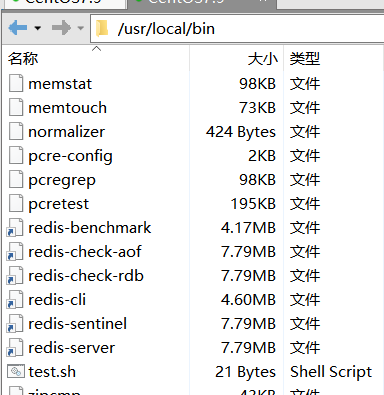 CentOS7.9 CentOS7.9
/usr/local/bin
名称 大小 类型
memstat 98KB 文件
memtouch 73KB 文件
normalizer 424 Bytes 文件
pcre-config 2KB 文件
pcregrep 98KB 文件
pcretest 195KB 文件
redis-benchmark 4.17MB 文件
redis-check-aof 7.79MB 文件
redis-check-rdb 7.79MB 文件
redis-cli 4.60MB 文件
redis-sentinel 7.79MB 文件
redis-server 7.79MB 文件
test.sh 21 Bytes Shell Script
zipcmp 43KB 文件